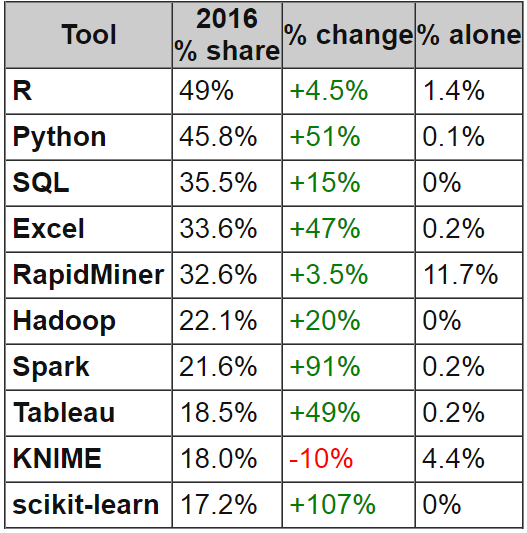 Tool 2016 % share % change % alone
R 49% +4.5% 1.4%
Python 45.8% +51% 0.1%
SQL 35.5% +15% 0%
Excel 33.6% +47% 0.2%
RapidMiner 32.6% +3.5% 11.7%
Hadoop 22.1% +20% 0%
Spark 21.6% +91% 0.2%
Tableau 18.5% +49% 0.2%
KNIME 18.0% -10% 4.4%
scikit-learn 17.2% +107% 0%